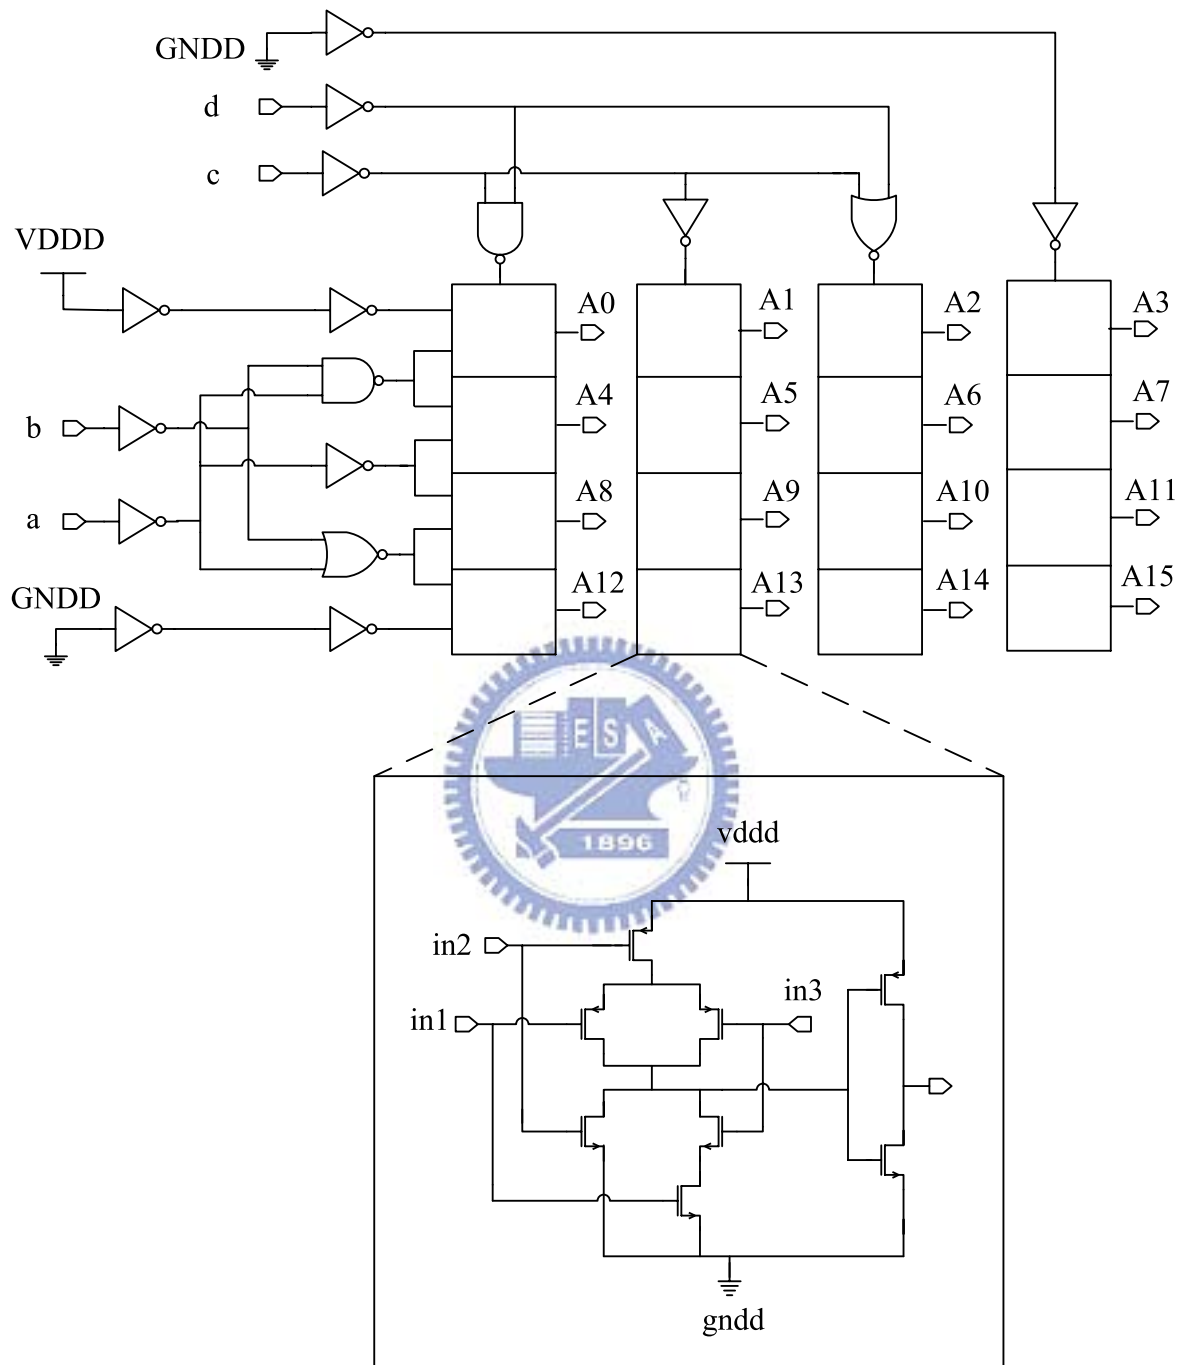 GNDD
d
c
VDDD
A0 A1 A2 A3
b
A4 A5 A6 A7
a
A8 A9 A10 A11
GNDD
A12 A13 A14 A15
E S A
1896
vddd
in2
in1
in3
gndd